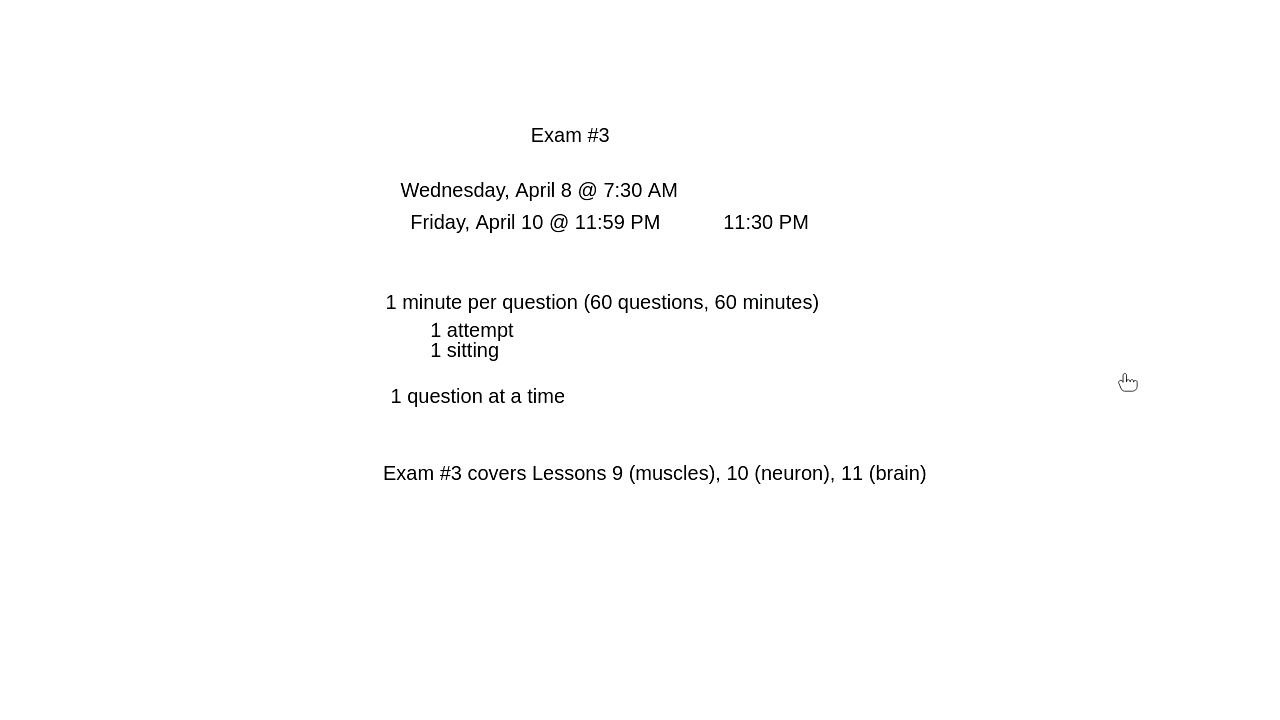 Exam #3
Wednesday, April 8 @ 7:30 AM
Friday, April 10 @ 11:59 PM 11:30 PM
1 minute per question (60 questions, 60 minutes)
1 attempt
1 sitting
1 question at a time
Exam #3 covers Lessons 9 (muscles), 10 (neuron), 11 (brain)